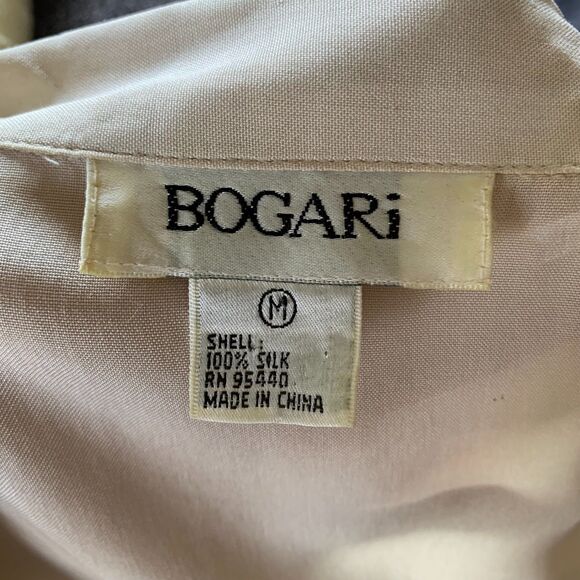 BOGARi
M
SHELL:
100% SILK
RN 95440
MADE IN CHINA